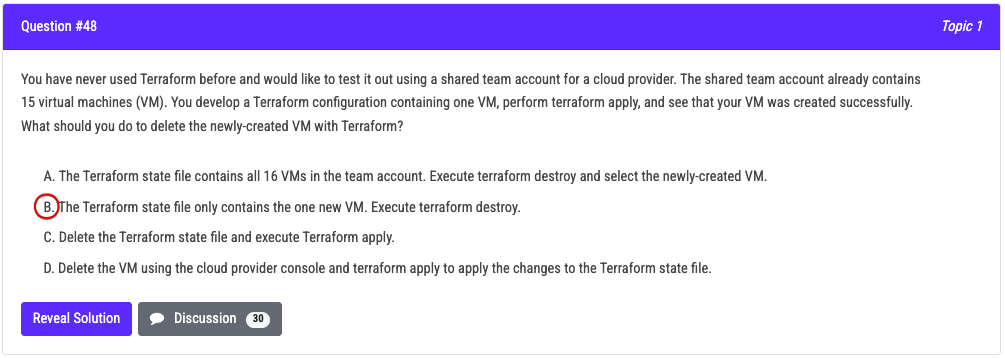 Question #48
Topic 1
You have never used Terraform before and would like to test it out using a shared team account for a cloud provider. The shared team account already contains
15 virtual machines (VM). You develop a Terraform configuration containing one VM, perform terraform apply, and see that your VM was created successfully.
What should you do to delete the newly-created VM with Terraform?
A. The Terraform state file contains all 16 VMs in the team account. Execute terraform destroy and select the newly-created VM.
B. The Terraform state file only contains the one new VM. Execute terraform destroy.
C. Delete the Terraform state file and execute Terraform apply.
D. Delete the VM using the cloud provider console and terraform apply to apply the changes to the Terraform state file.
Reveal Solution
Discussion 30